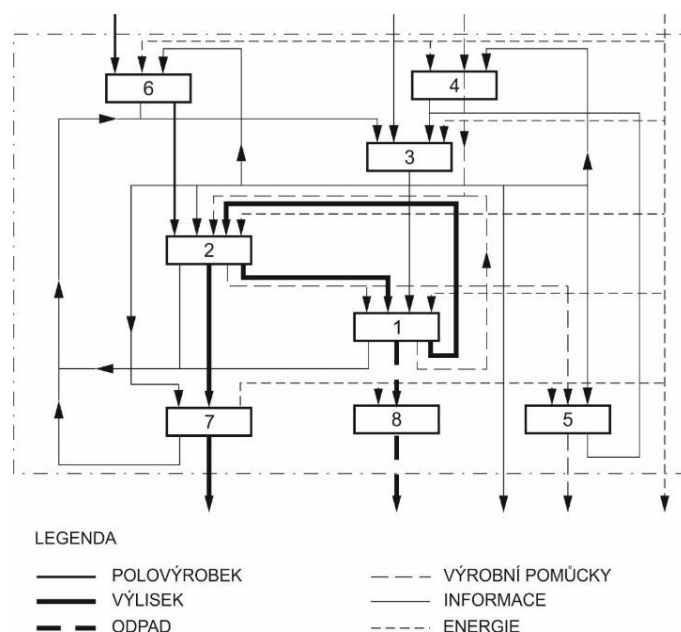 6
4
3
2
1
7
8
5
LEGENDA
POLOVÝROBEK
VÝROBNÍ POMŮCKY
VÝLISEK
INFORMACE
ODPAD
ENERGIE